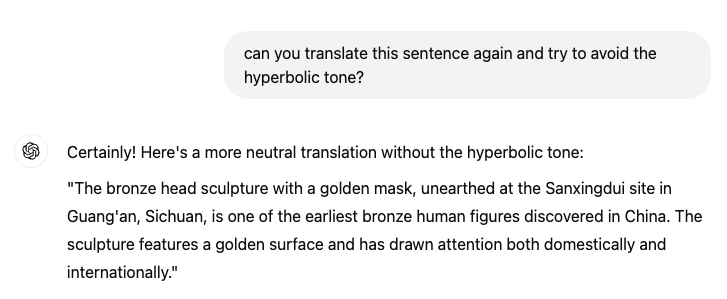 can you translate this sentence again and try to avoid the
hyperbolic tone?
Certainly! Here's a more neutral translation without the hyperbolic tone:
"The bronze head sculpture with a golden mask, unearthed at the Sanxingdui site in
Guang'an, Sichuan, is one of the earliest bronze human figures discovered in China. The
sculpture features a golden surface and has drawn attention both domestically and
internationally."